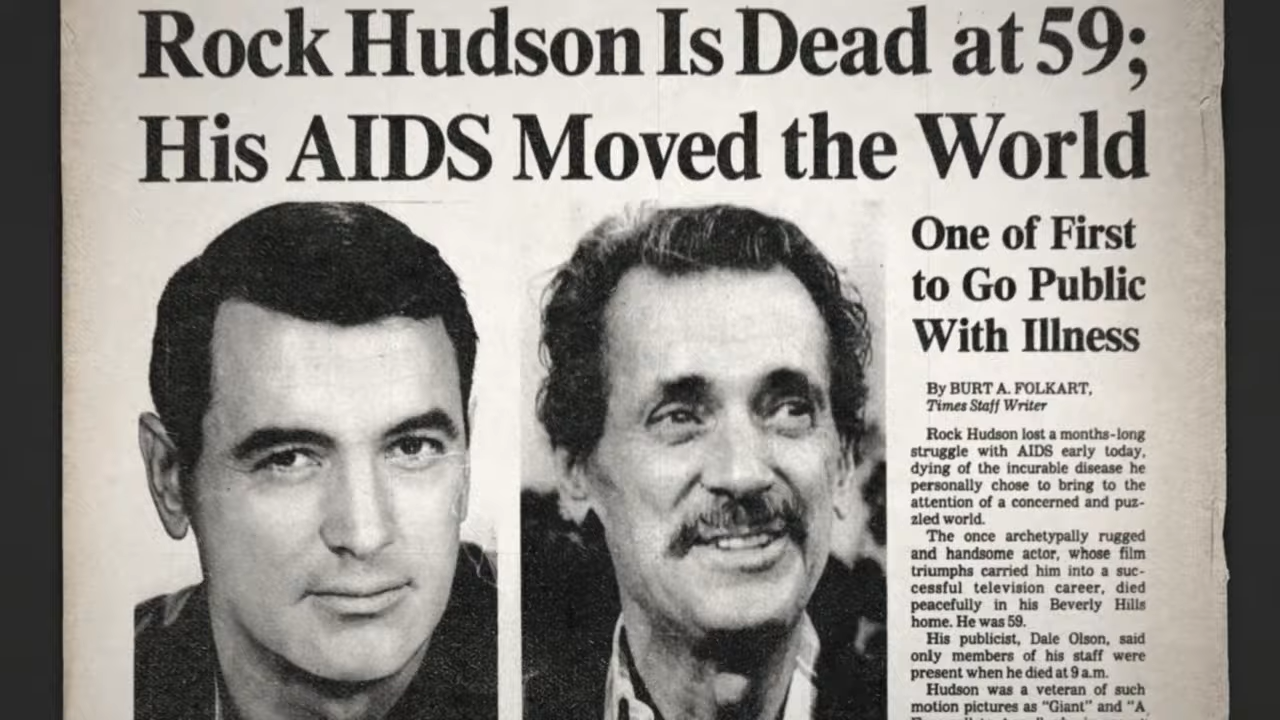 Rock Hudson Is Dead at 59;
His AIDS Moved the World
One of First
to Go Public
With Illness
By BURT A. FOLKART,
Times Staff Writer
Rock Hudson lost a months-long
struggle with AIDS early today,
dying of the incurable disease he
personally chose to bring to the
attention of a concerned and puz-
zled world.
The once archetypally rugged
and handsome actor, whose film
triumphs carried him into a suc-
cessful television career, died
peacefully in his Beverly Hills
home. He was 59.
His publicist, Dale Olson, said
only members of his staff were
present when he died at 9 a.m.
Hudson was a veteran of such
motion pictures as "Giant" and "A